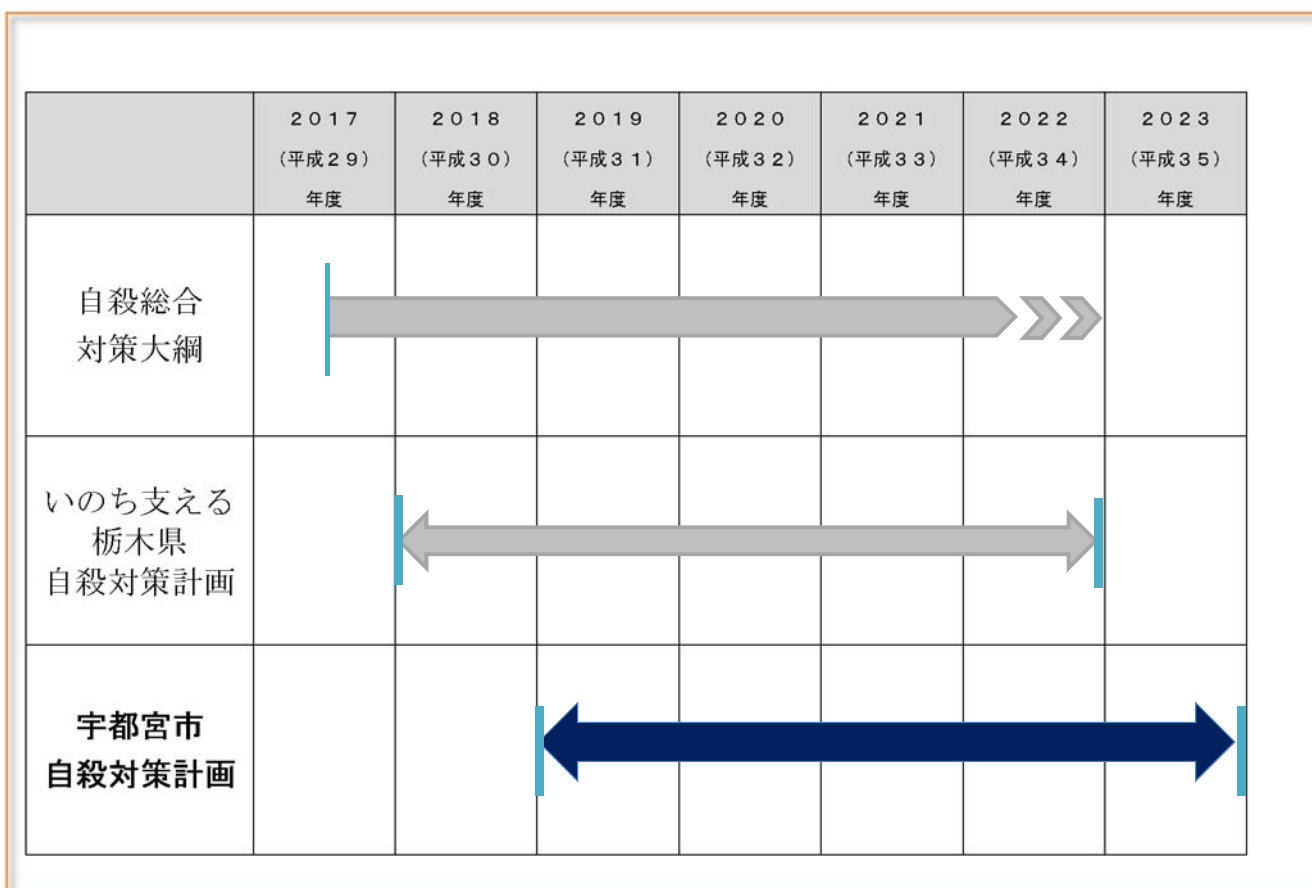 ２０１７ ２０１８ ２０１９ ２０２０ ２０２１ ２０２２ ２０２３
（平成２９） （平成３０） （平成３１） （平成３２） （平成３３） （平成３４） （平成３５）
年度 年度 年度 年度 年度 年度 年度
自殺総合
対策大綱
いのち支える
栃木県
自殺対策計画
宇都宮市
自殺対策計画